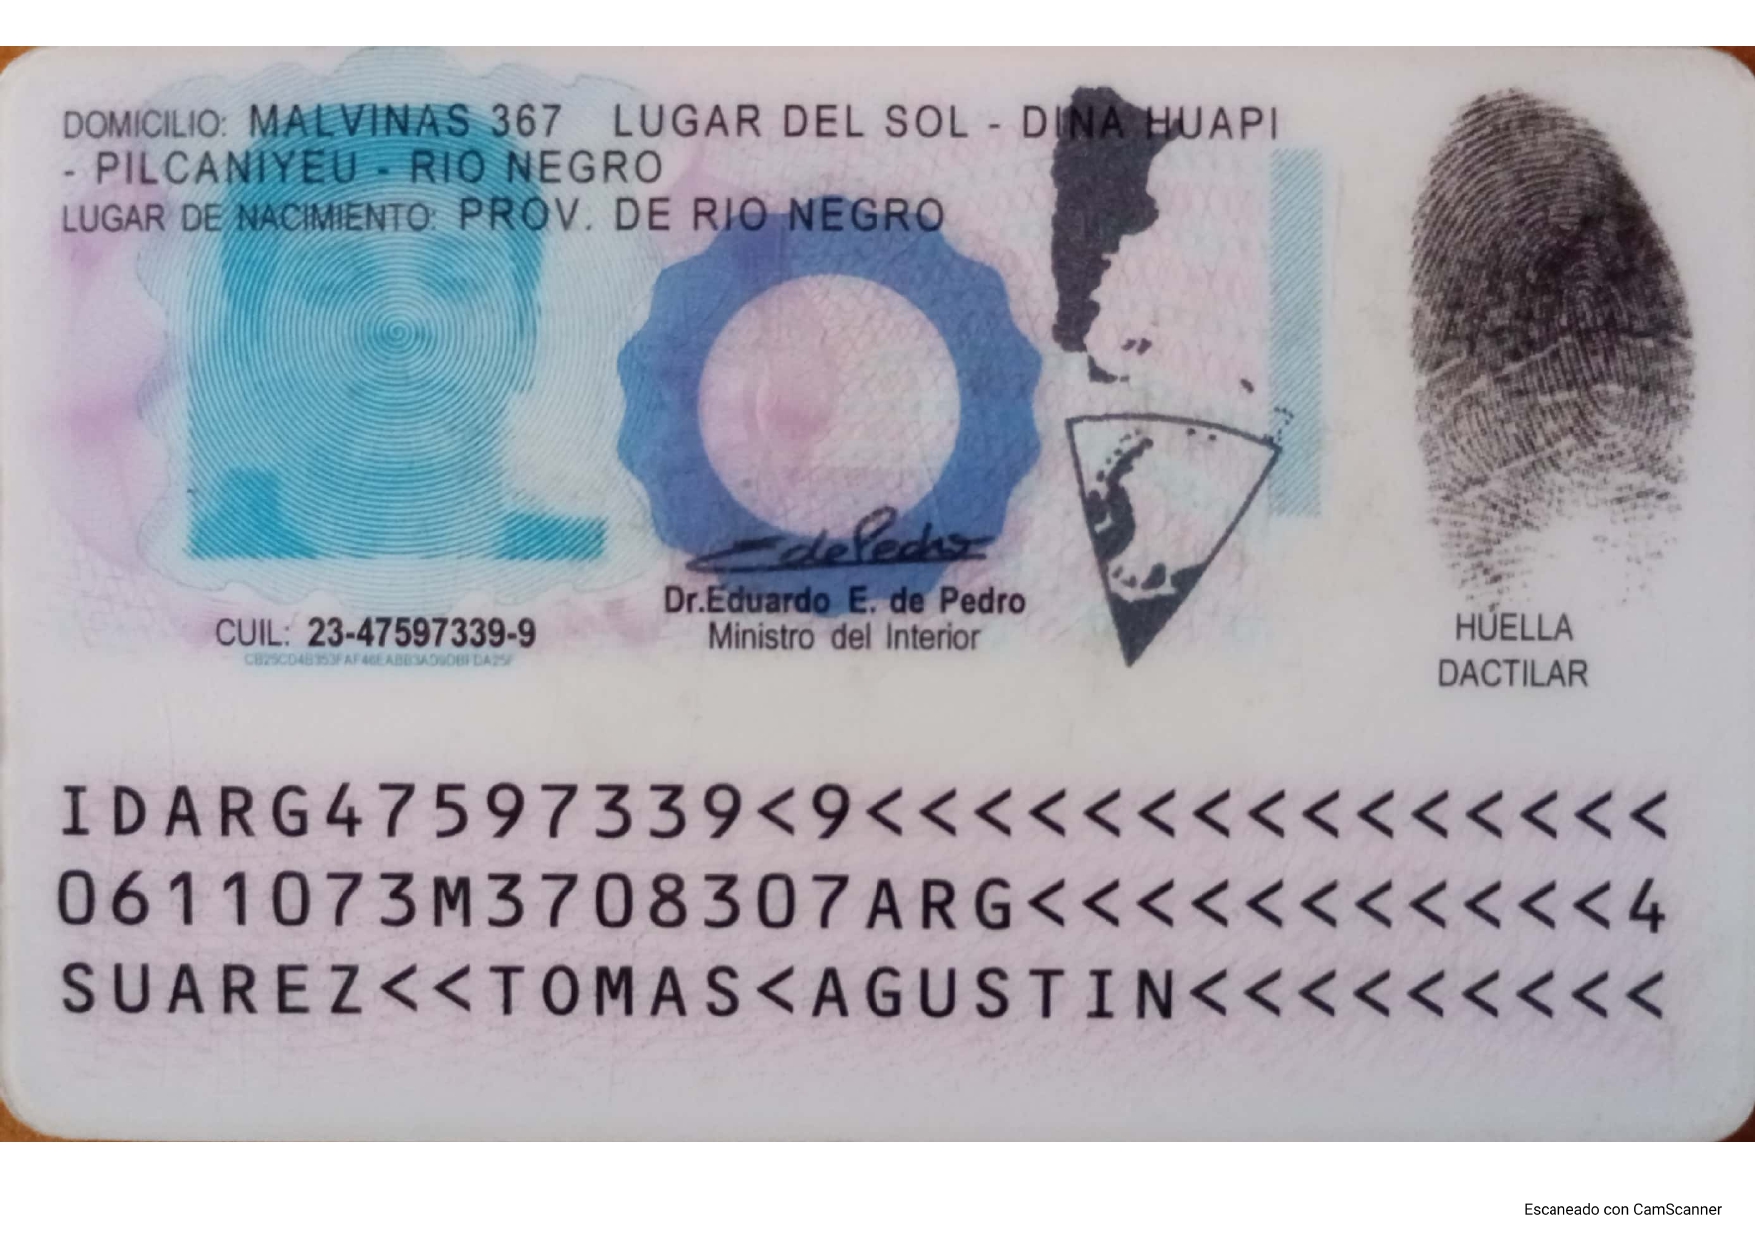 DOMICILIO: MALVINAS 367 LUGAR DEL SOL - DINA HUAPI
- PILCANIYEU - RIO NEGRO
LUGAR DE NACIMIENTO: PROV. DE RIO NEGRO
E de Pedro
Dr.Eduardo E. de Pedro
Ministro del Interior
CUIL: 23-47597339-9
HUELLA
DACTILAR
IDARG47597339<9<<<<<<<<<<<<<<<
0611073M3708307ARG<<<<<<<<<<<4
SUAREZ<<TOMAS<AGUSTIN<<<<<<<<<
Escaneado con CamScanner